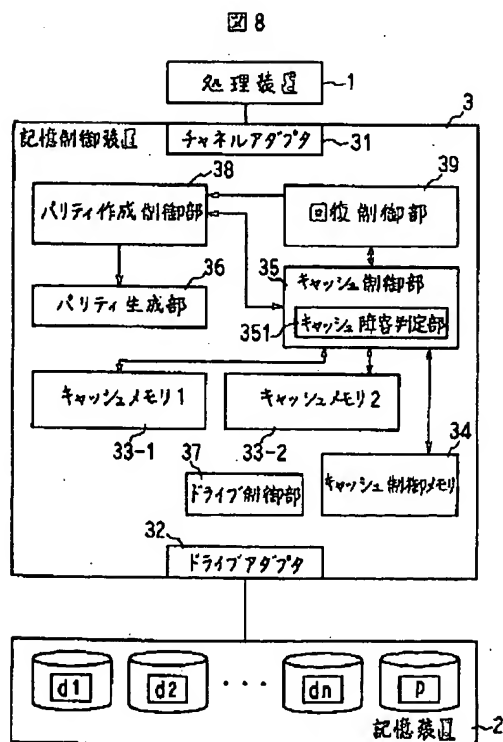 図8
処理装置
1
3
記憶制御装置
チャネルアダプタ
31
38
39
パリティ作成制御部
回復制御部
36
35
キャッシュ制御部
パリティ生成部
351
キャッシュ障害判定部
キャッシュメモリ1
キャッシュメモリ2
33-1
33-2
34
37
ドライブ制御部
キャッシュ制御メモリ
32
ドライブアダプタ
d1
d2
・・・
dn
P
2
記憶装置